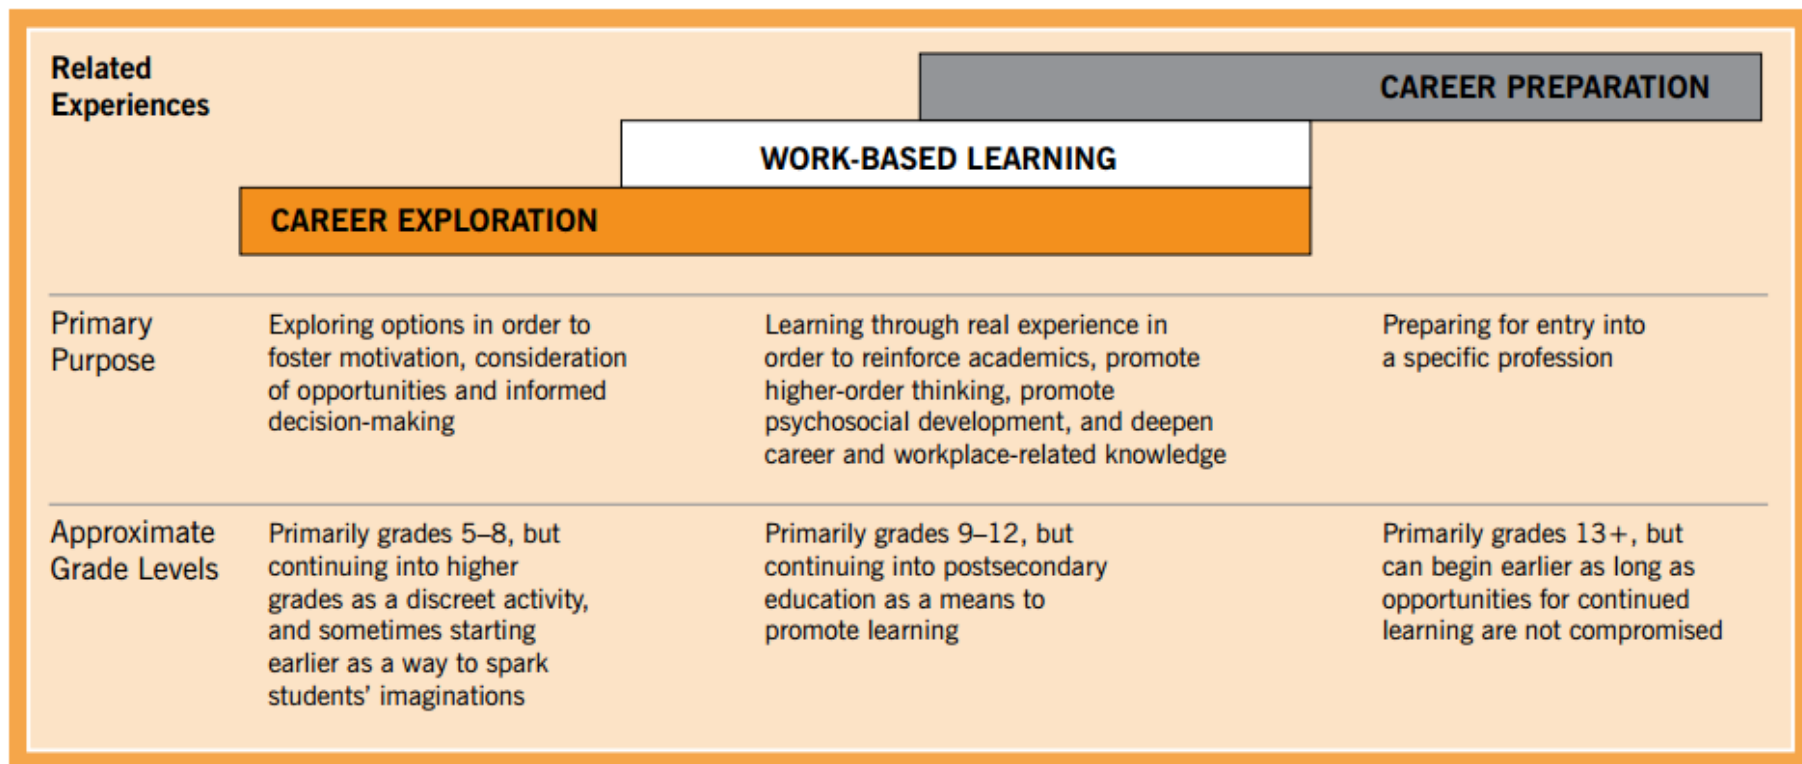 Related
Experiences
CAREER PREPARATION
WORK-BASED LEARNING
CAREER EXPLORATION
Primary
Purpose
Exploring options in order to
foster motivation, consideration
of opportunities and informed
decision-making
Learning through real experience in
order to reinforce academics, promote
higher-order thinking, promote
psychosocial development, and deepen
career and workplace-related knowledge
Preparing for entry into
a specific profession
Approximate
Grade Levels
Primarily grades 5–8, but
continuing into higher
grades as a discreet activity,
and sometimes starting
earlier as a way to spark
students’ imaginations
Primarily grades 9–12, but
continuing into postsecondary
education as a means to
promote learning
Primarily grades 13+, but
can begin earlier as long as
opportunities for continued
learning are not compromised